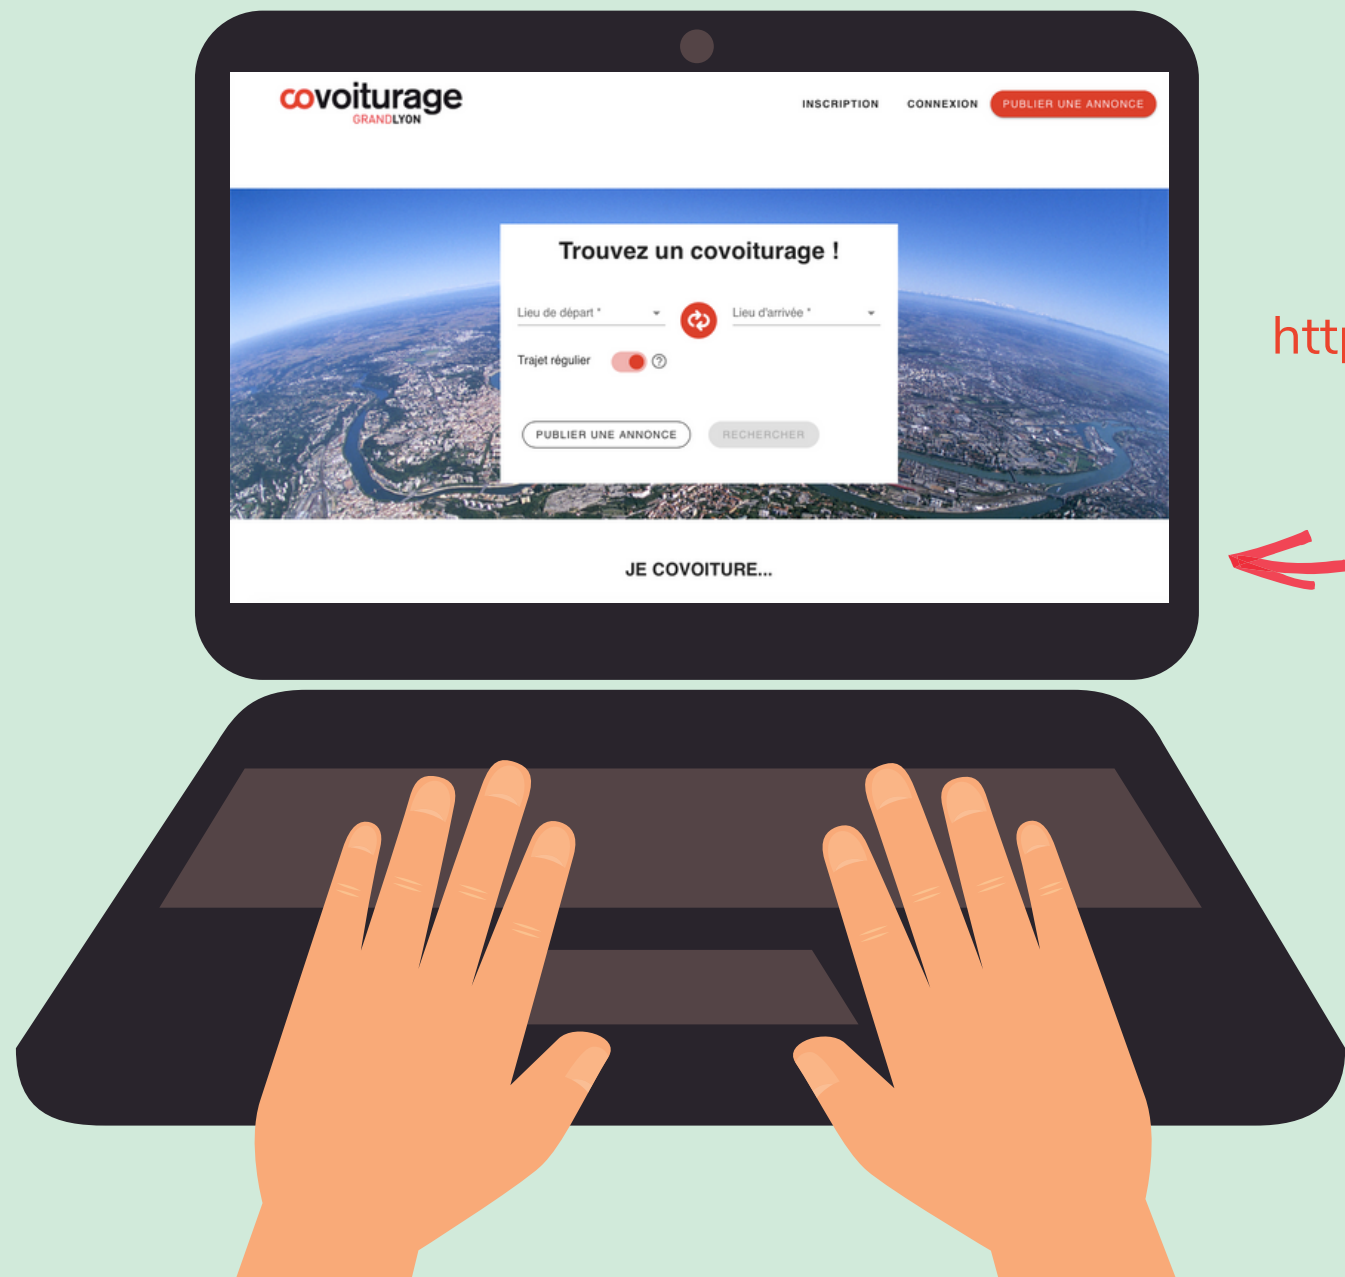 covoiturage
GRANDLYON
INSCRIPTION CONNEXION PUBLIER UNE ANNONCE
Trouvez un covoiturage !
Lieu de départ * Lieu d'arrivée *
Trajet régulier ?
PUBLIER UNE ANNONCE RECHERCHER
JE COVOITURE...